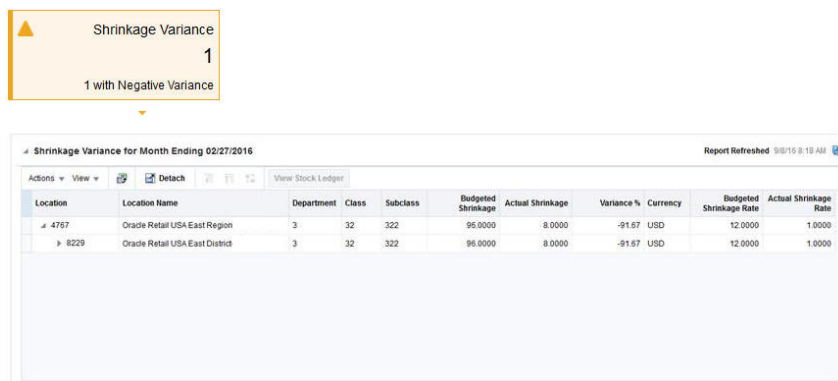 Shrinkage Variance
1
1 with Negative Variance
Shrinkage Variance for Month Ending 02/27/2016 Report Refreshed 9/8/16 8:18 AM
Actions View Detach View Stock Ledger
Location Location Name Department Class Subclass Budgeted Shrinkage Actual Shrinkage Variance % Currency Budgeted Shrinkage Rate Actual Shrinkage Rate
4767 Oracle Retail USA East Region 3 32 322 96.0000 8.0000 -91.67 USD 12.0000 1.0000
8229 Oracle Retail USA East District 3 32 322 96.0000 8.0000 -91.67 USD 12.0000 1.0000